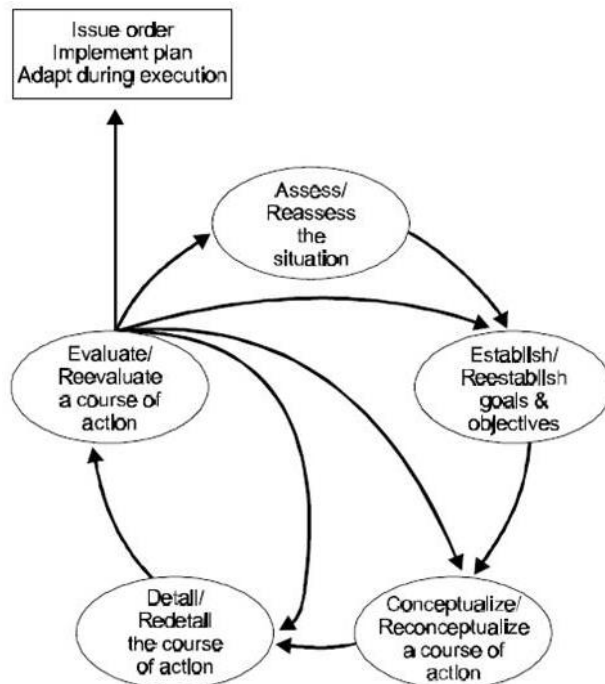 Issue order
Implement plan
Adapt during execution
Assess/
Reassess
the
situation
Evaluate/
Reevaluate
a course of
action
Establish/
Reestablish
goals &
objectives
Detail/
Redetail
the course
of action
Conceptualize/
Reconceptualize
a course of
action